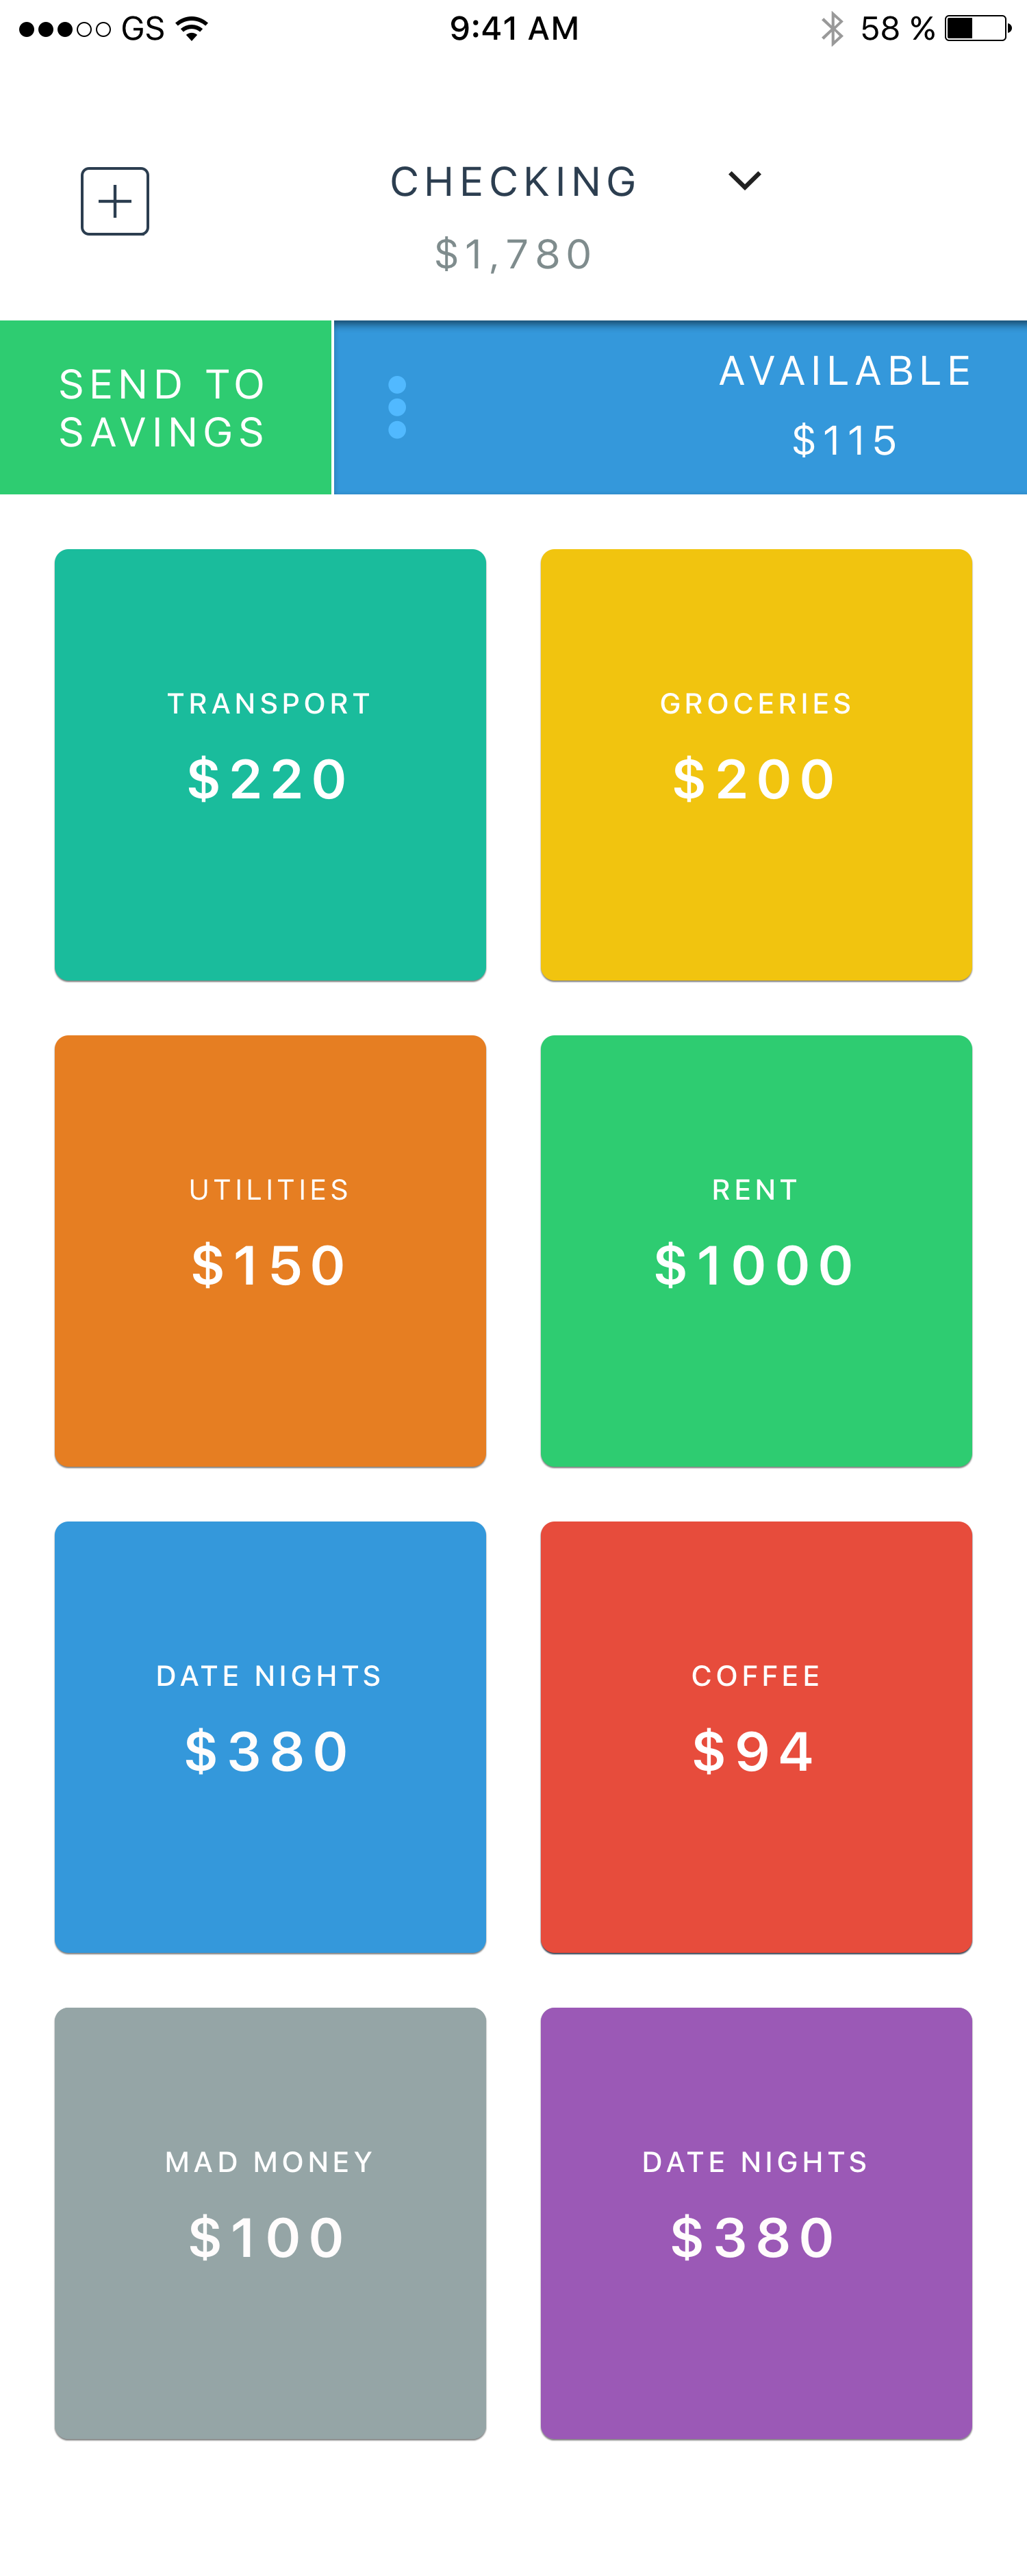 GS
9:41 AM
58 %
CHECKING
$1,780
SEND TO
SAVINGS
AVAILABLE
$115
TRANSPORT
$220
GROCERIES
$200
UTILITIES
$150
RENT
$1000
DATE NIGHTS
$380
COFFEE
$94
MAD MONEY
$100
DATE NIGHTS
$380